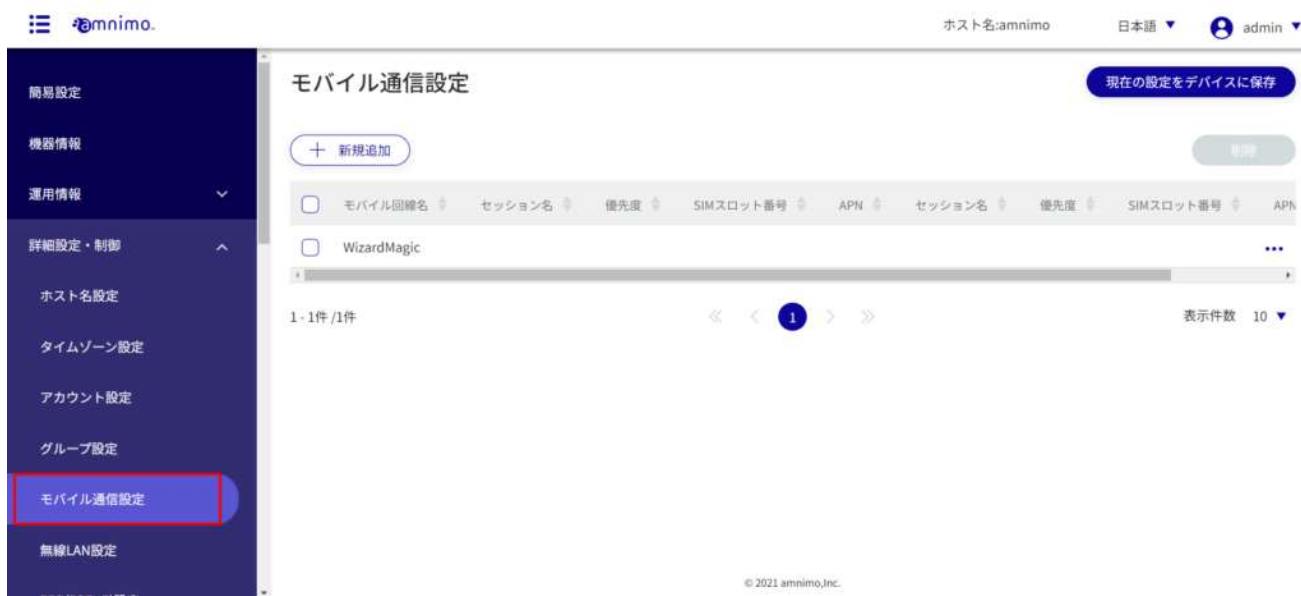 amnimo.
ホスト名:amnimo
日本語
admin
簡易設定
機器情報
運用情報
詳細設定・制御
ホスト名設定
タイムゾーン設定
アカウント設定
グループ設定
モバイル通信設定
無線LAN設定
モバイル通信設定
現在の設定をデバイスに保存
新規追加
削除
モバイル回線名 セッション名 優先度 SIMスロット番号 APN セッション名 優先度 SIMスロット番号 APN
WizardMagic
1 - 1件 /1件
1
表示件数 10
© 2021 amnimo,Inc.